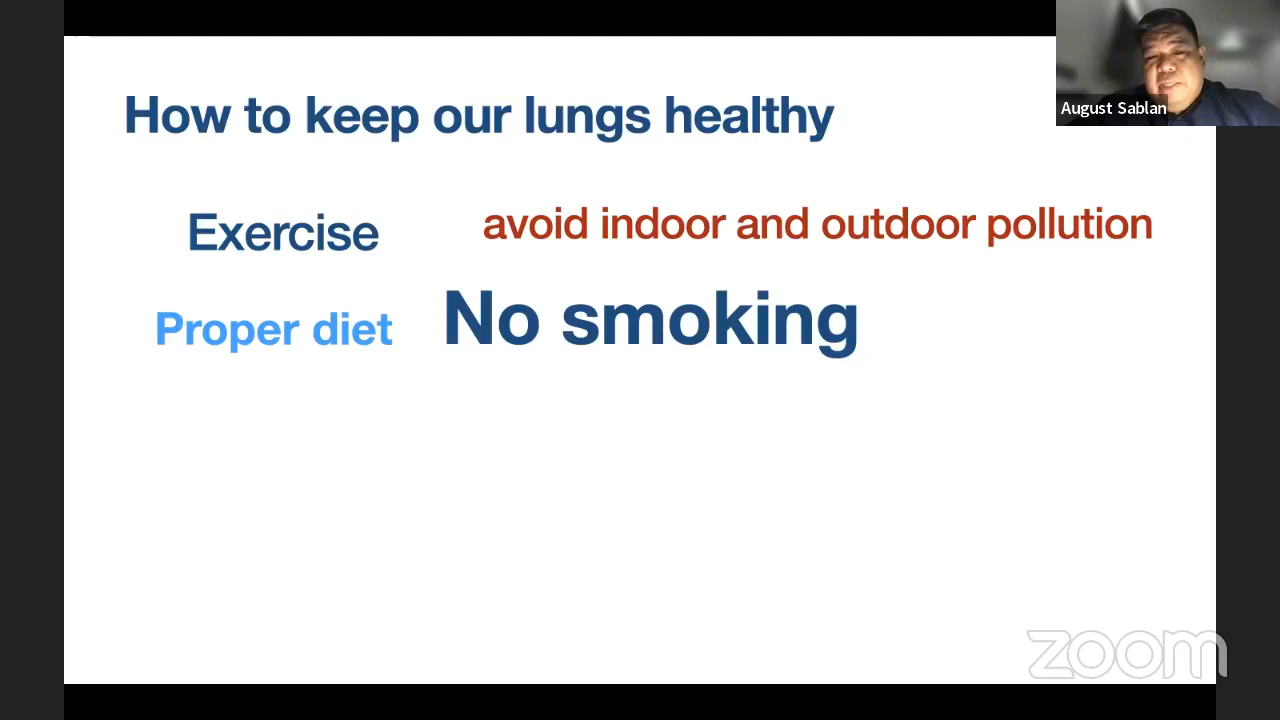 How to keep our lungs healthy
August Sablan
Exercise
avoid indoor and outdoor pollution
Proper diet
No smoking
zoom